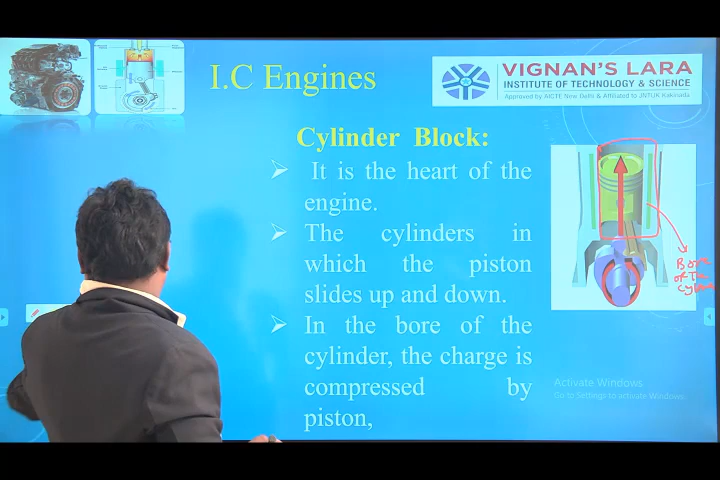 I.C Engines
VIGNAN'S LARA
INSTITUTE OF TECHNOLOGY & SCIENCE
Approved by AICTE New Delhi & Affiliated to JNTUK Kakinada
Cylinder Block:
➢ It is the heart of the
engine.
➢ The cylinders in
which the piston
slides up and down.
➢ In the bore of the
cylinder, the charge is
compressed by
piston,
Bore
of The
Activate Windows
Go to Settings to activate Windows.